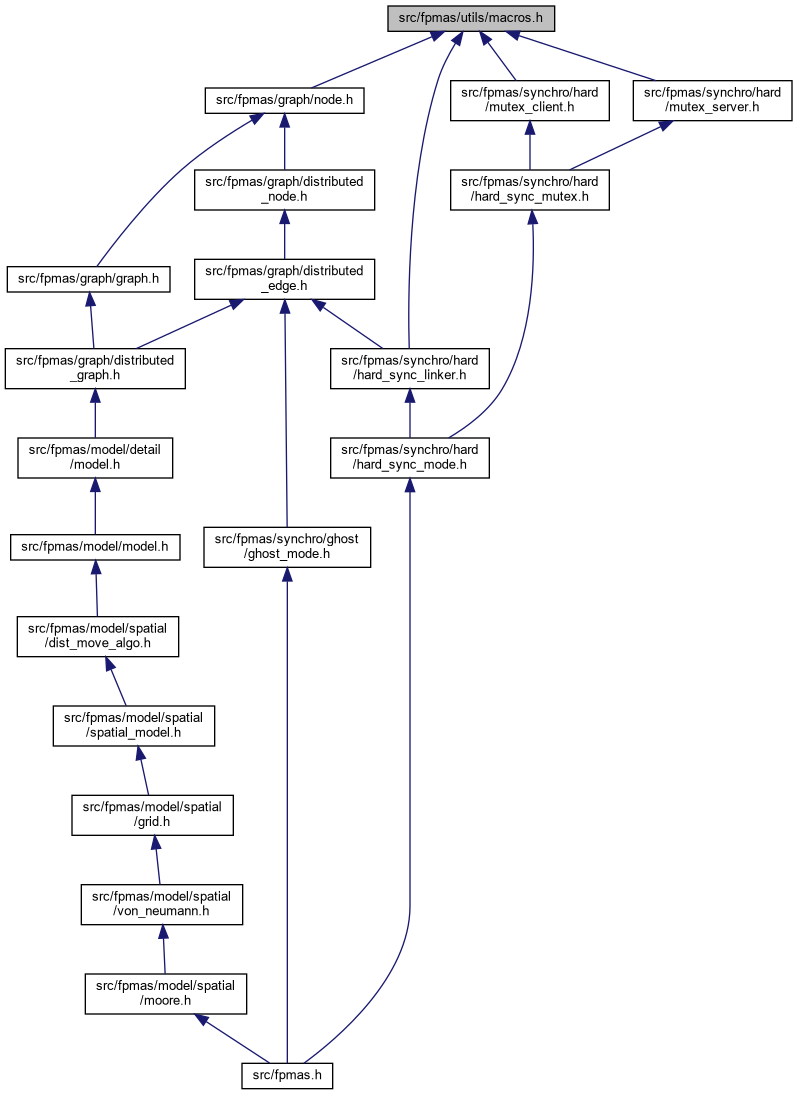 src/fpmas/utils/macros.h
src/fpmas/graph/node.h
src/fpmas/synchro/hard
/mutex_client.h
src/fpmas/synchro/hard
/mutex_server.h
src/fpmas/graph/distributed
_node.h
src/fpmas/synchro/hard
/hard_sync_mutex.h
src/fpmas/graph/graph.h
src/fpmas/graph/distributed
_edge.h
src/fpmas/graph/distributed
_graph.h
src/fpmas/synchro/hard
/hard_sync_linker.h
src/fpmas/model/detail
/model.h
src/fpmas/synchro/hard
/hard_sync_mode.h
src/fpmas/model/model.h
src/fpmas/synchro/ghost
/ghost_mode.h
src/fpmas/model/spatial
/dist_move_algo.h
src/fpmas/model/spatial
/spatial_model.h
src/fpmas/model/spatial
/grid.h
src/fpmas/model/spatial
/von_neumann.h
src/fpmas/model/spatial
/moore.h
src/fpmas.h